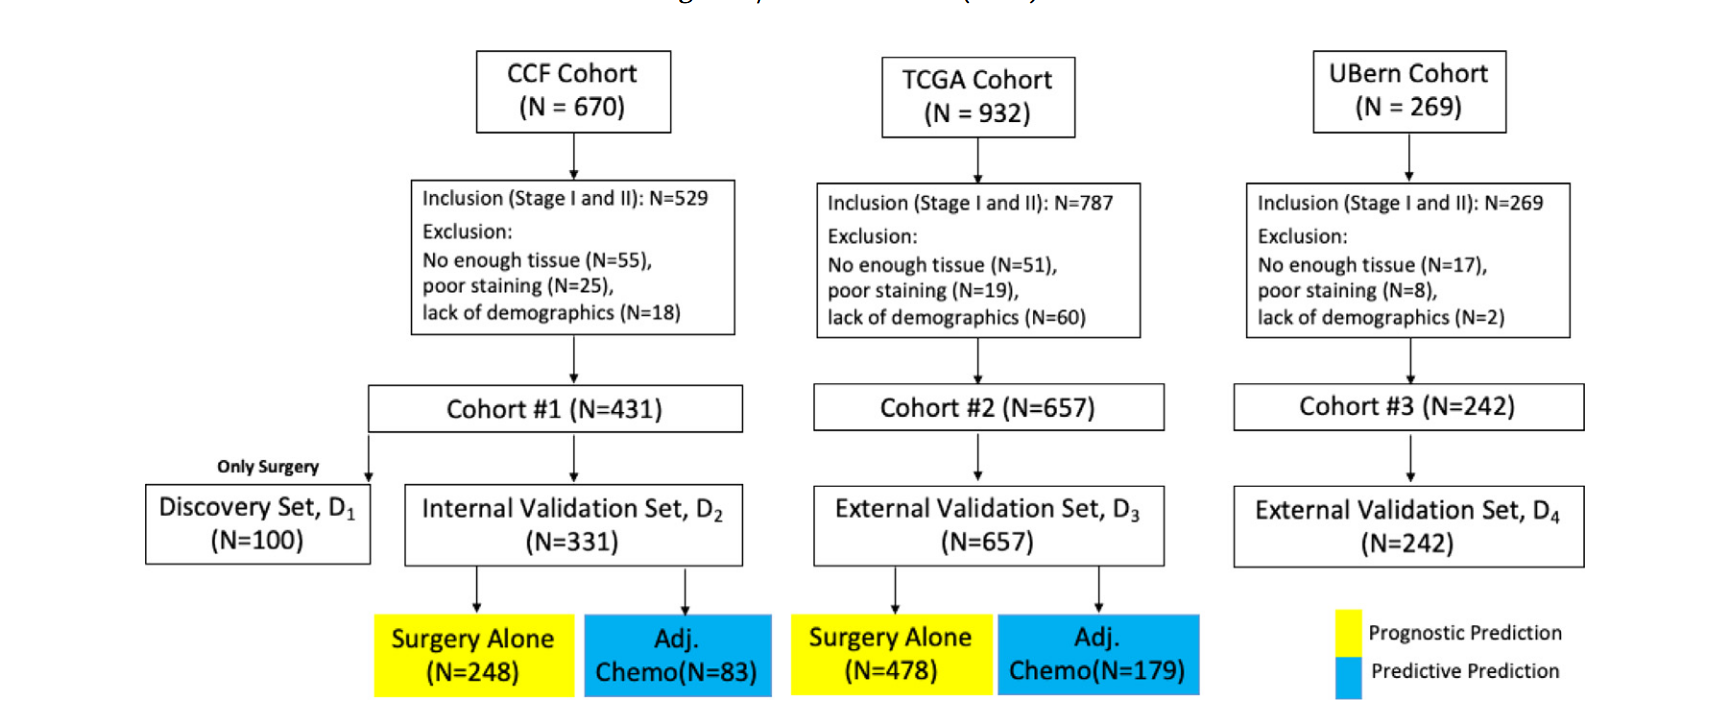 CCF Cohort
(N = 670)
TCGA Cohort
(N = 932)
UBern Cohort
(N = 269)
Inclusion (Stage I and II): N=529
Exclusion:
No enough tissue (N=55),
poor staining (N=25),
lack of demographics (N=18)
Inclusion (Stage I and II): N=787
Exclusion:
No enough tissue (N=51),
poor staining (N=19),
lack of demographics (N=60)
Inclusion (Stage I and II): N=269
Exclusion:
No enough tissue (N=17),
poor staining (N=8),
lack of demographics (N=2)
Cohort #1 (N=431)
Cohort #2 (N=657)
Cohort #3 (N=242)
Only Surgery
Discovery Set, D₁
(N=100)
Internal Validation Set, D₂
(N=331)
External Validation Set, D₃
(N=657)
External Validation Set, D₄
(N=242)
Surgery Alone
(N=248)
Adj.
Chemo(N=83)
Surgery Alone
(N=478)
Adj.
Chemo(N=179)
Prognostic Prediction
Predictive Prediction